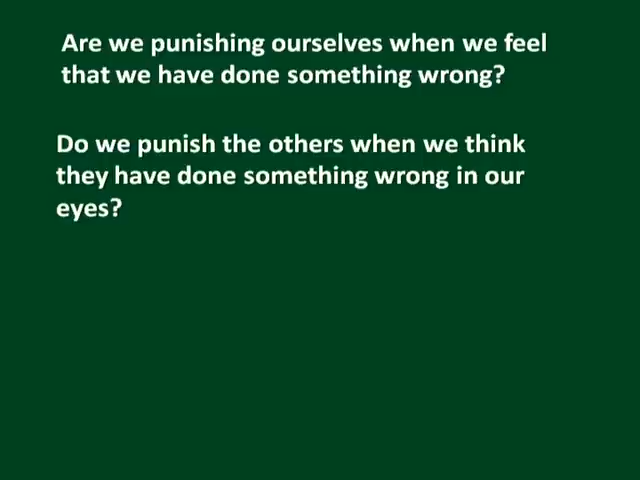 Are we punishing ourselves when we feel
that we have done something wrong?
Do we punish the others when we think
they have done something wrong in our
eyes?